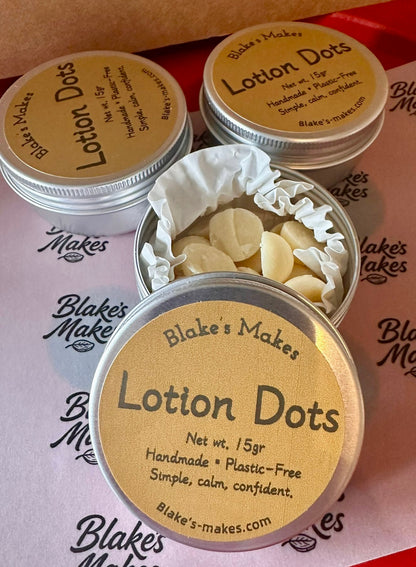 Blake's Makes
Lotion Dots
Net wt. 15gr
Handmade • Plastic-Free
Simple, calm, confident.
Blake's-makes.com
Blake's Makes
Lotion Dots
Net wt. 15gr
Handmade • Plastic-Free
Simple, calm, confident.
Blake's-makes.com
Blake's
Makes
Blake's
Makes
Blake's
Makes
Blake's
Makes
Blake's
Makes
Blake's Makes
Lotion Dots
Net wt. 15gr
Handmade • Plastic-Free
Simple, calm, confident.
Blake's-makes.com
Blake's
Makes